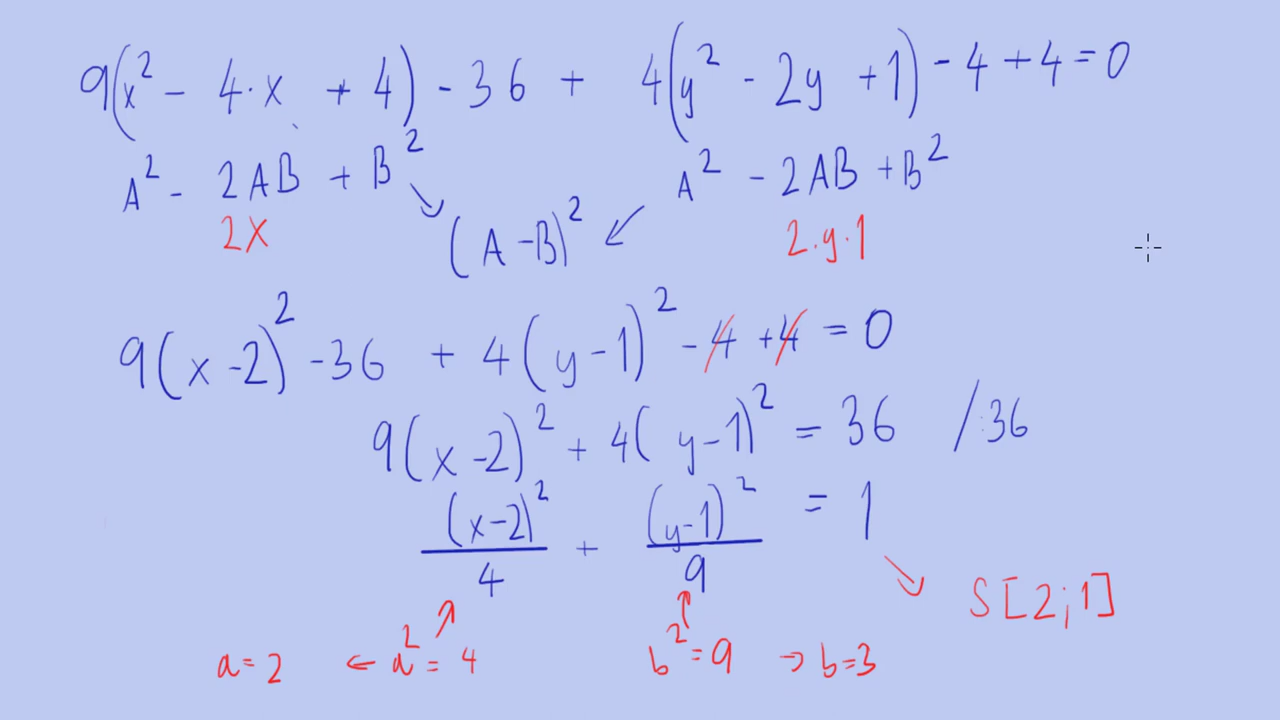 9(x² - 4·x + 4) - 36 + 4(y² - 2y + 1) - 4 + 4 = 0
A² - 2AB + B² A² - 2AB + B²
2x (A - B)² 2·y·1
9(x - 2)² - 36 + 4(y - 1)² - 4 + 4 = 0
9(x - 2)² + 4(y - 1)² = 36 /:36
(x - 2)²/4 + (y - 1)²/9 = 1
S[2;1]
a = 2 ← a² = 4 b² = 9 → b = 3